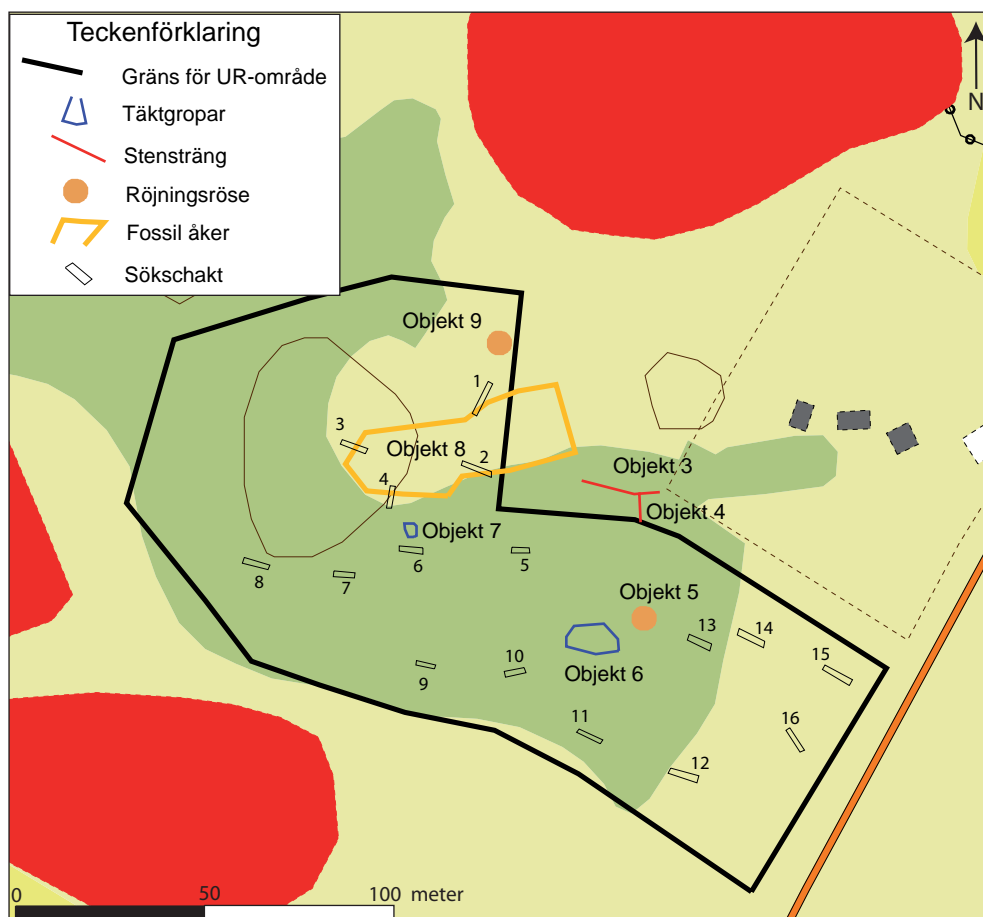 Teckenförklaring
Gräns för UR-område
Täktgropar
Stensträng
Röjningsröse
Fossil åker
Sökschakt
N
Objekt 9
1
3
Objekt 8
2
Objekt 3
4
Objekt 4
Objekt 7
6
5
8
7
Objekt 5
13
14
Objekt 6
15
9
10
11
16
12
0
50
100 meter